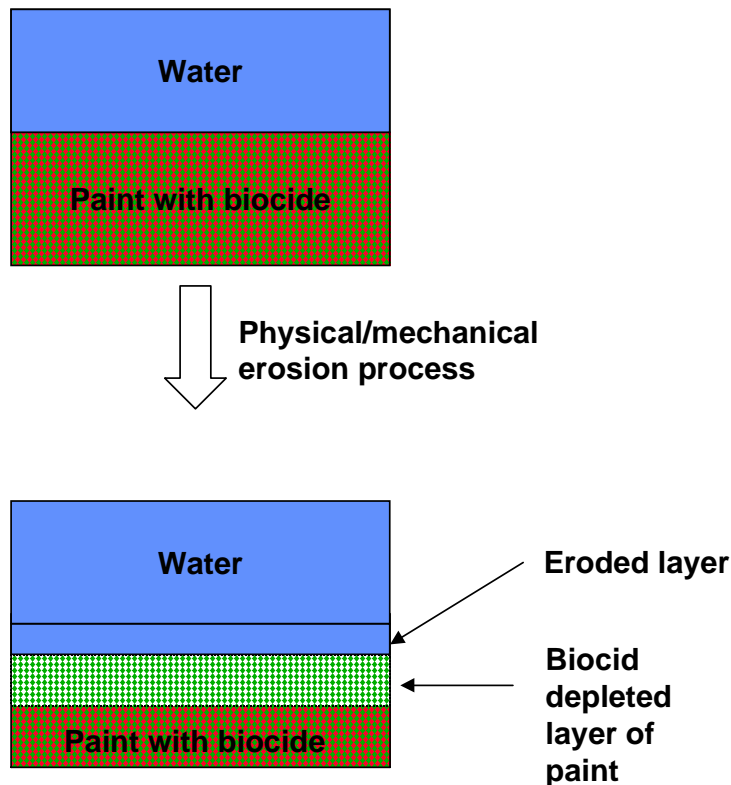 Water
Paint with biocide
Physical/mechanical
erosion process
Water
Eroded layer
Biocid
depleted
layer of
paint
Paint with biocide